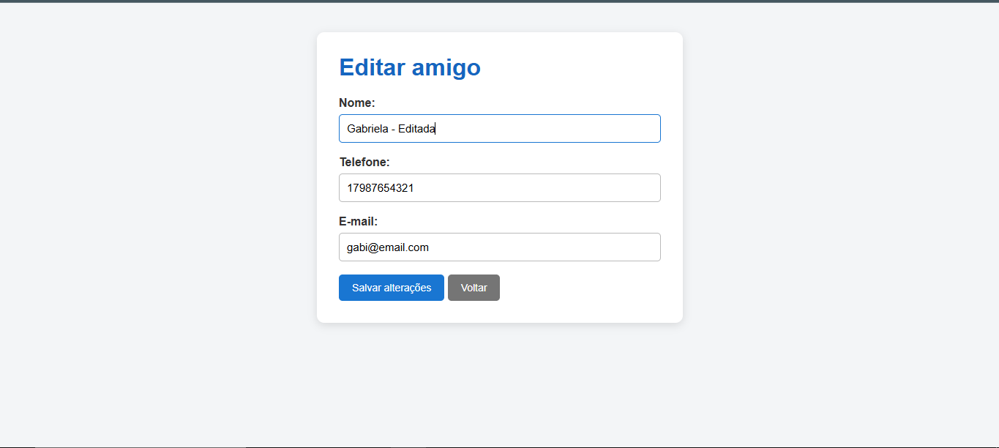 Editar amigo
Nome:
Gabriela - Editada
Telefone:
17987654321
E-mail:
gabi@email.com
Salvar alterações Voltar